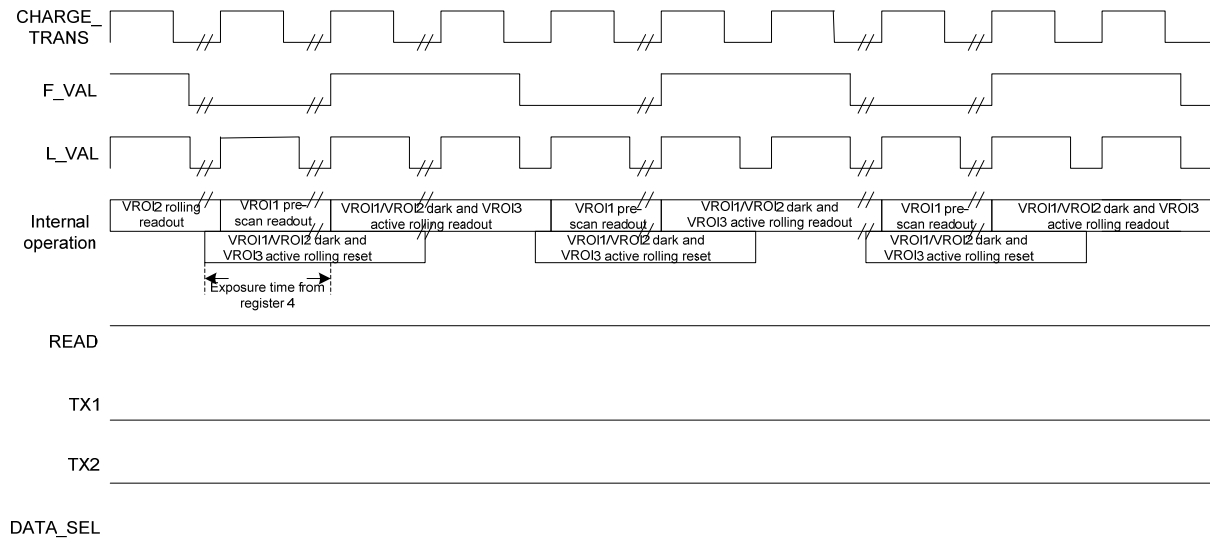 CHARGE_
TRANS
F_VAL
L_VAL
Internal
operation
VROI2 rolling
readout
VROI1 pre-
scan readout
VROI1/VROI2 dark and VROI3
active rolling readout
VROI1 pre-
scan readout
VROI1/VROI2 dark and
VROI3 active rolling readout
VROI1 pre-
scan readout
VROI1/VROI2 dark and VROI3
active rolling readout
VROI1/VROI2 dark and
VROI3 active rolling reset
VROI1/VROI2 dark and
VROI3 active rolling reset
VROI1/VROI2 dark and
VROI3 active rolling reset
Exposure time from
register 4
READ
TX1
TX2
DATA_SEL